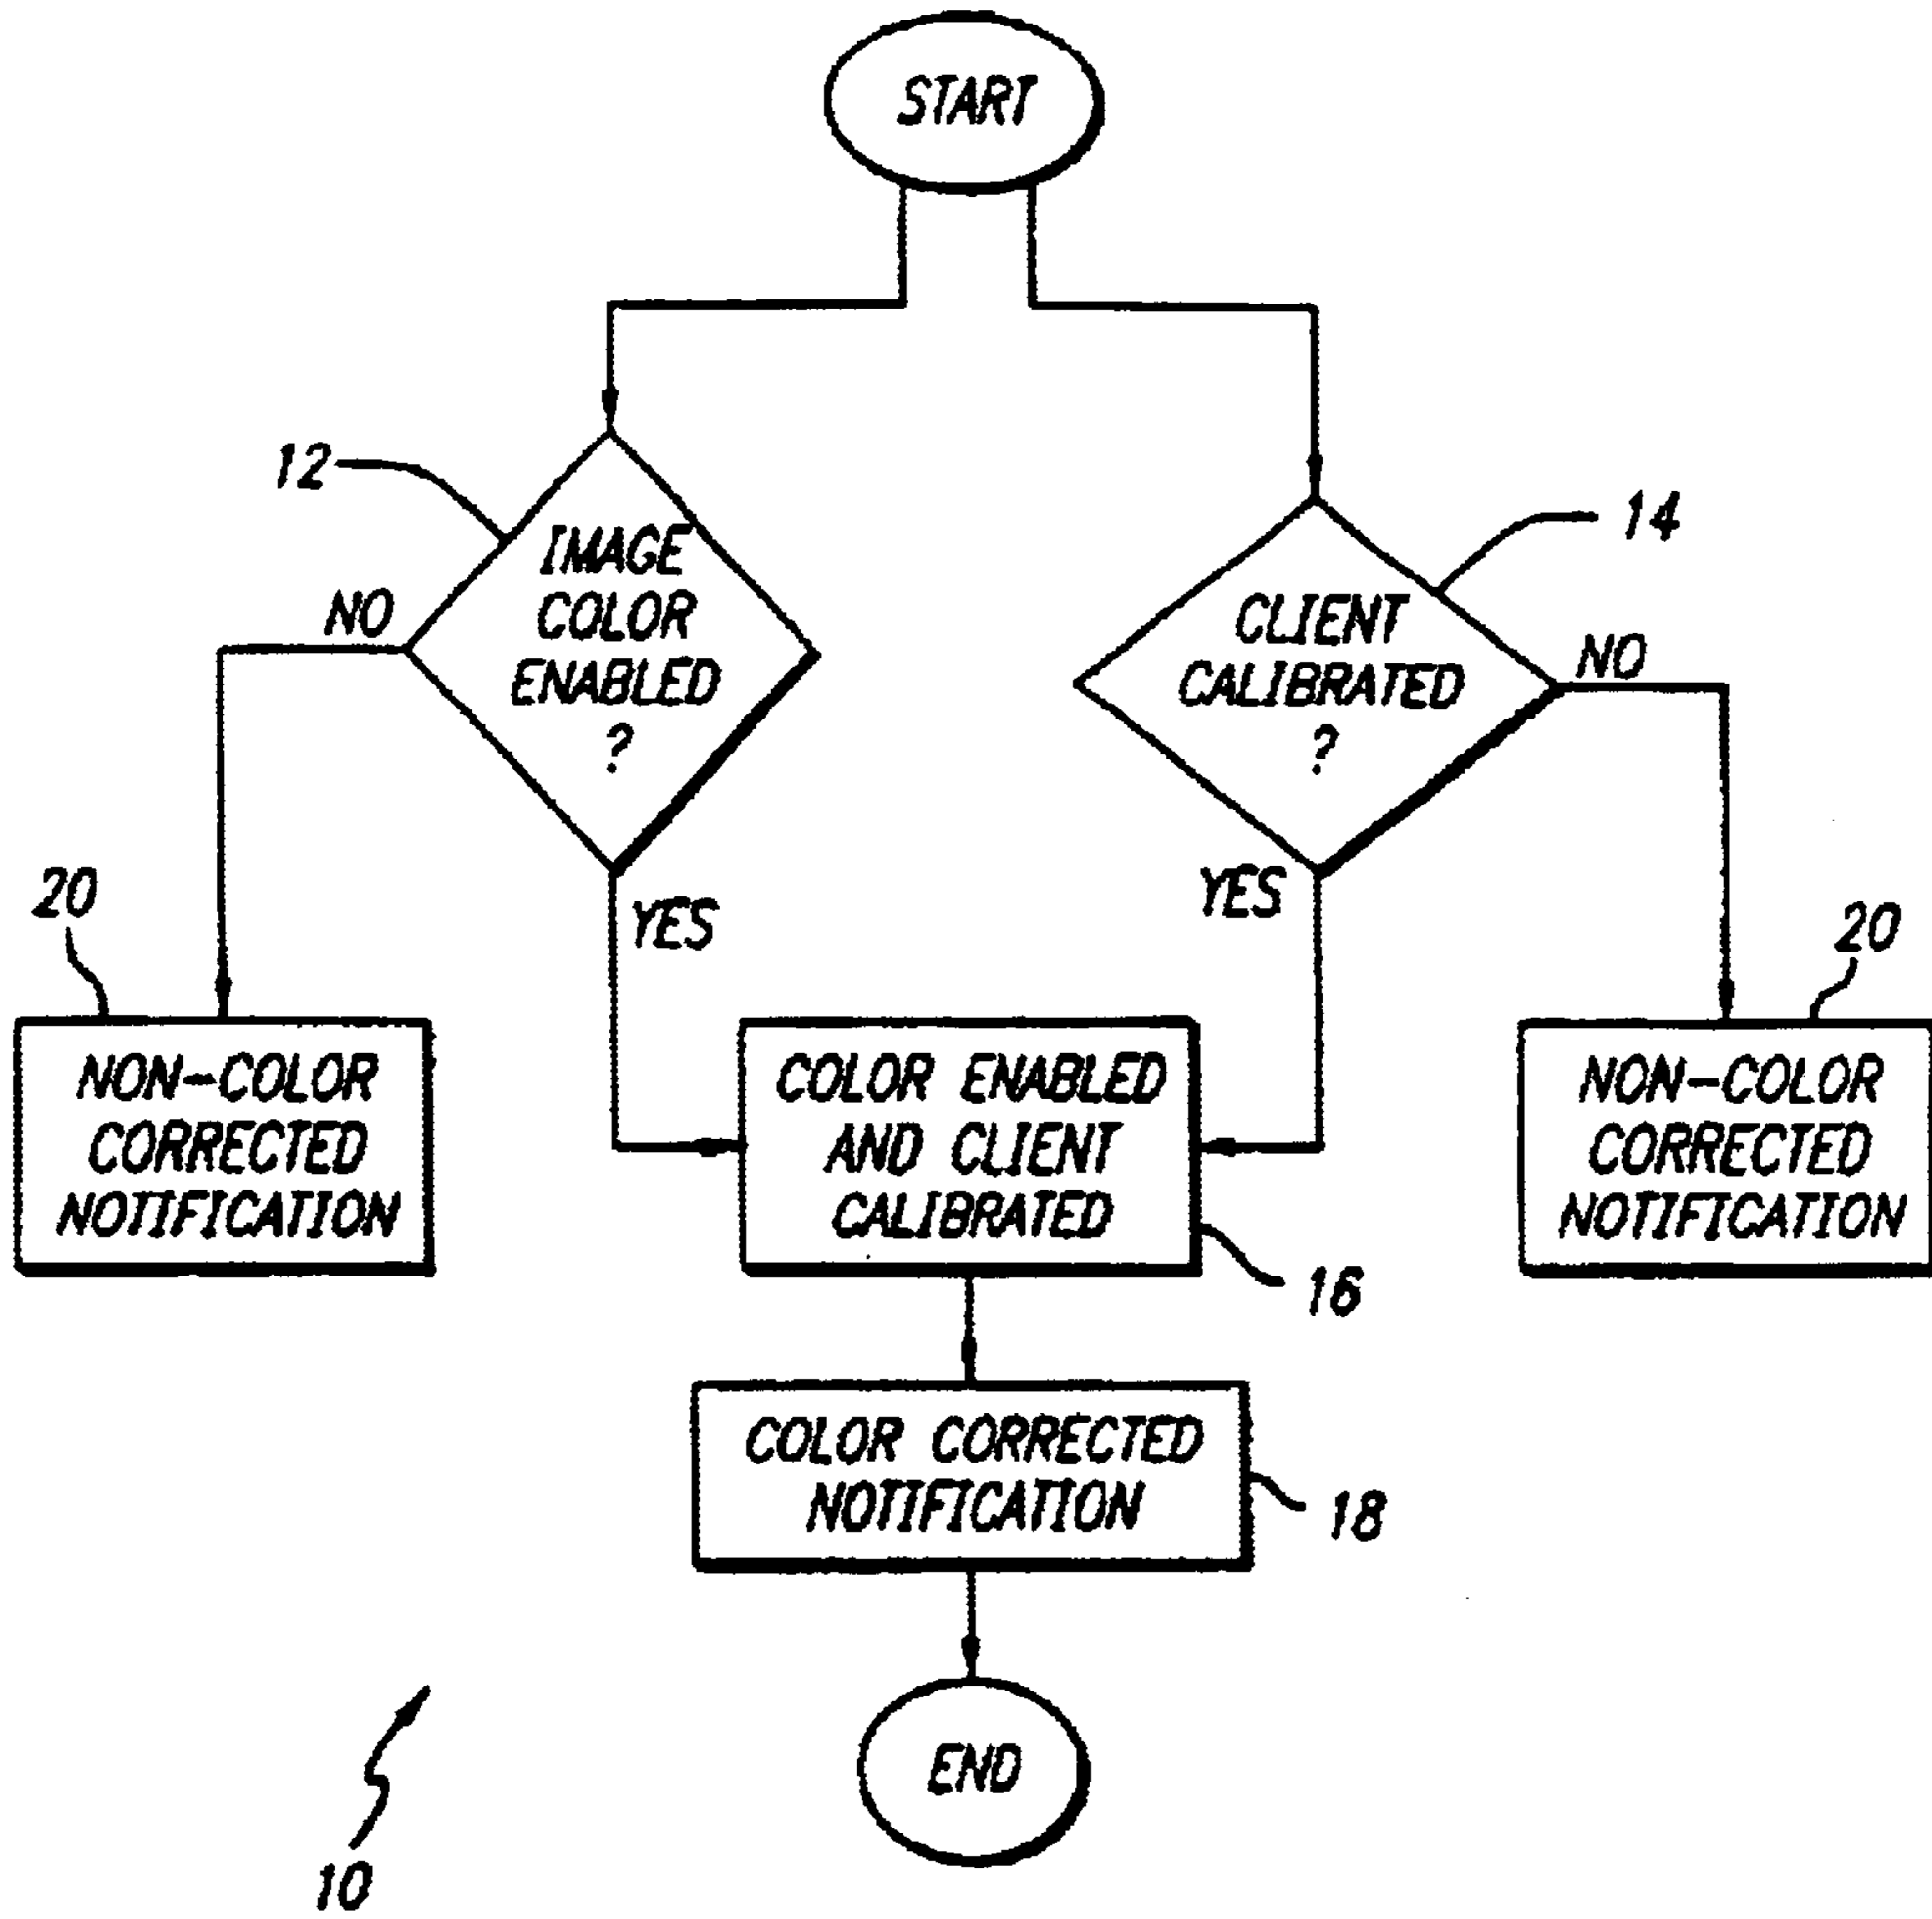 START
12
IMAGE
COLOR
ENABLED
?
NO
YES
14
CLIENT
CALIBRATED
?
NO
YES
20
NON-COLOR
CORRECTED
NOTIFICATION
COLOR ENABLED
AND CLIENT
CALIBRATED
16
20
NON-COLOR
CORRECTED
NOTIFICATION
COLOR CORRECTED
NOTIFICATION
18
END
10